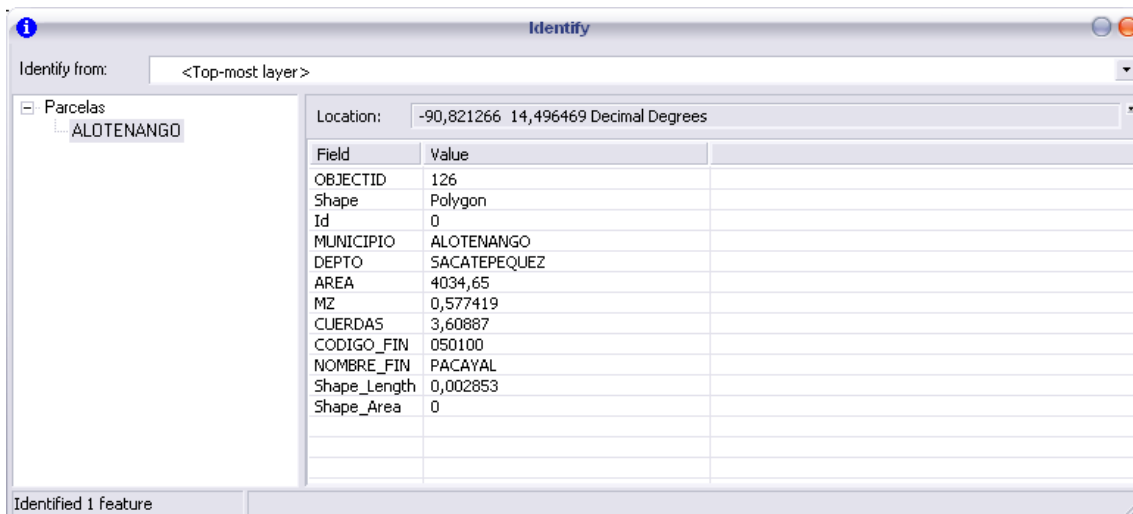 Identify
Identify from: <Top-most layer>
Parcelas
ALOTENANGO
Location: -90,821266 14,496469 Decimal Degrees
Field Value
OBJECTID 126
Shape Polygon
Id 0
MUNICIPIO ALOTENANGO
DEPTO SACATEPEQUEZ
AREA 4034,65
MZ 0,577419
CUERDAS 3,60887
CODIGO_FIN 050100
NOMBRE_FIN PACAYAL
Shape_Length 0,002853
Shape_Area 0
Identified 1 feature